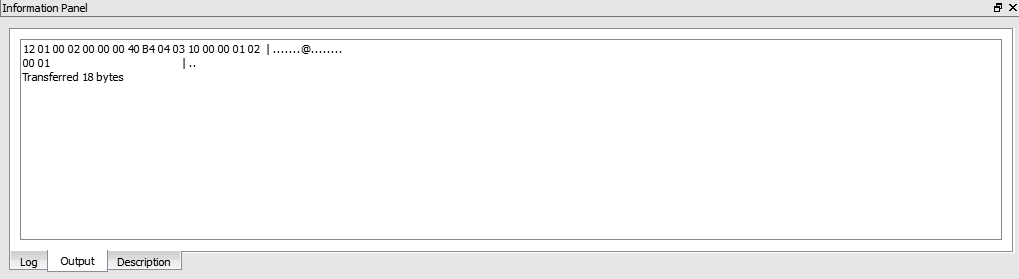 Information Panel
12 01 00 02 00 00 00 40 B4 04 03 10 00 00 01 02 | .......@........
00 01 | ..
Transferred 18 bytes
Log Output Description